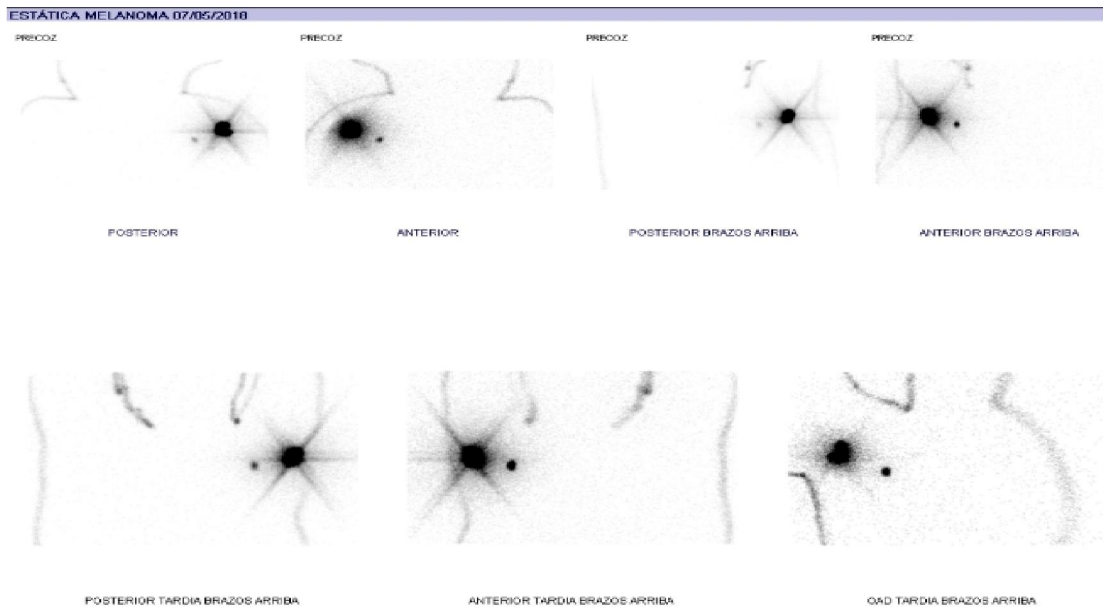 ESTÁTICA MELANOMA 07/05/2018
PRECOZ PRECOZ PRECOZ PRECOZ
POSTERIOR ANTERIOR POSTERIOR BRAZOS ARRIBA ANTERIOR BRAZOS ARRIBA
POSTERIOR TARDIA BRAZOS ARRIBA ANTERIOR TARDIA BRAZOS ARRIBA OAD TARDIA BRAZOS ARRIBA